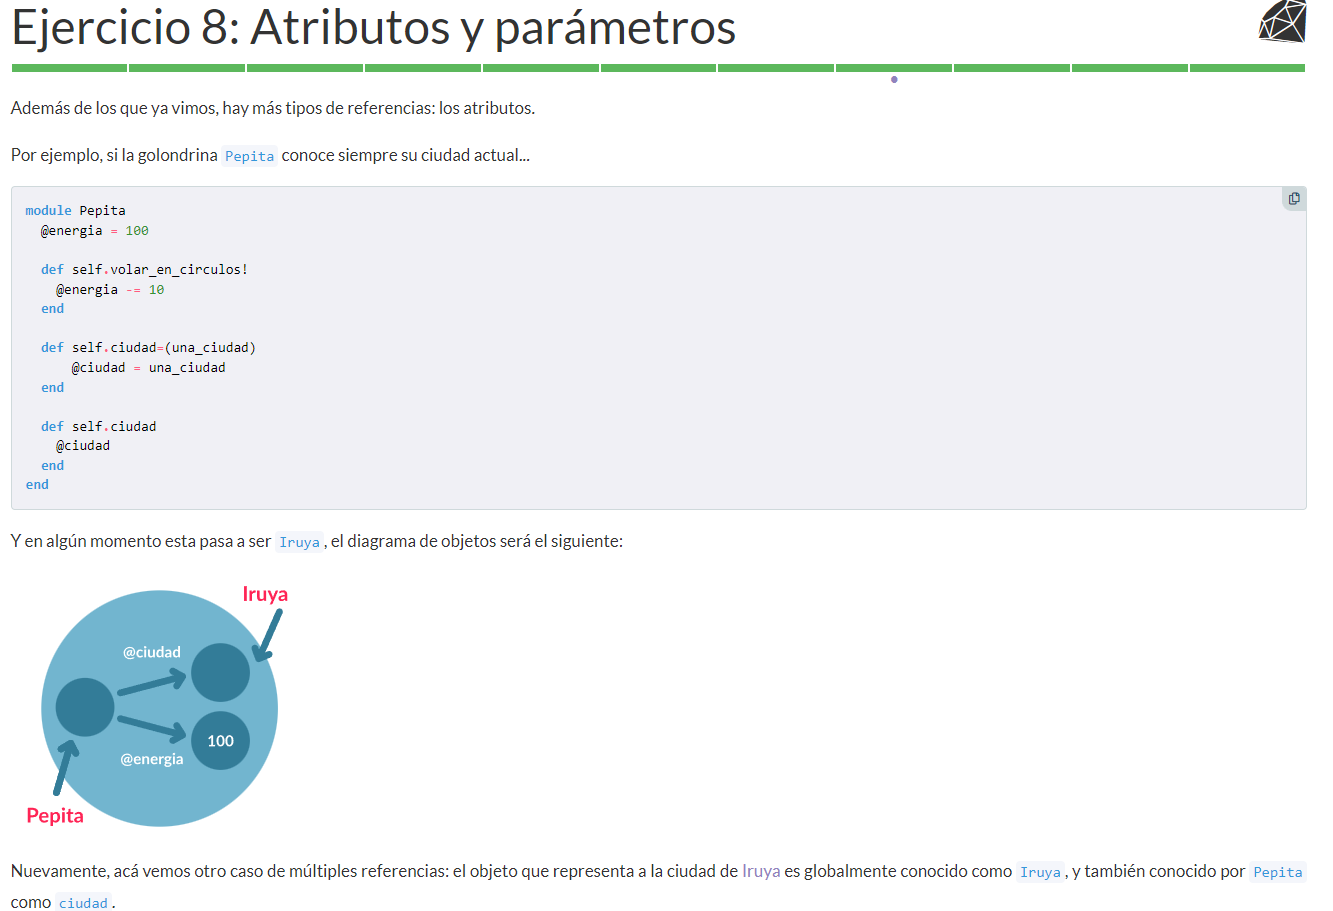 Ejercicio 8: Atributos y parámetros
Además de los que ya vimos, hay más tipos de referencias: los atributos.
Por ejemplo, si la golondrina Pepita conoce siempre su ciudad actual...
module Pepita
  @energia = 100

  def self.volar_en_circulos!
    @energia -= 10
  end

  def self.ciudad=(una_ciudad)
      @ciudad = una_ciudad
  end

  def self.ciudad
    @ciudad
  end
end
Y en algún momento esta pasa a ser Iruya, el diagrama de objetos será el siguiente:
Iruya
@ciudad
100
@energia
Pepita
Nuevamente, acá vemos otro caso de múltiples referencias: el objeto que representa a la ciudad de Iruya es globalmente conocido como Iruya, y también conocido por Pepita
como ciudad.